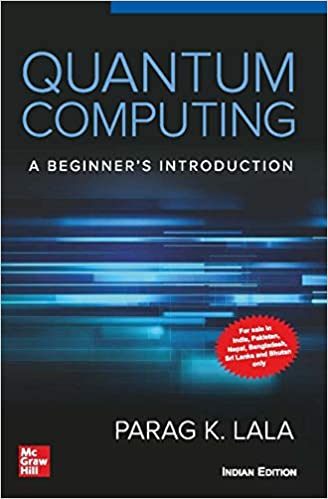 QUANTUM
COMPUTING
A BEGINNER'S INTRODUCTION
For sale in
India, Pakistan,
Nepal, Bangladesh,
Sri Lanka and Bhutan
only
PARAG K. LALA
Mc
Graw
Hill
INDIAN EDITION